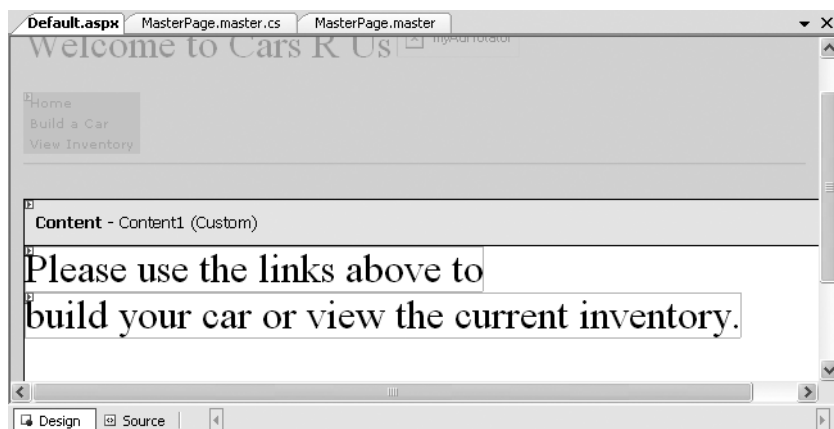 Default.aspx MasterPage.master.cs MasterPage.master
Welcome to Cars R Us myAdRotator
Home
Build a Car
View Inventory
Content - Content1 (Custom)
Please use the links above to
build your car or view the current inventory.
Design Source